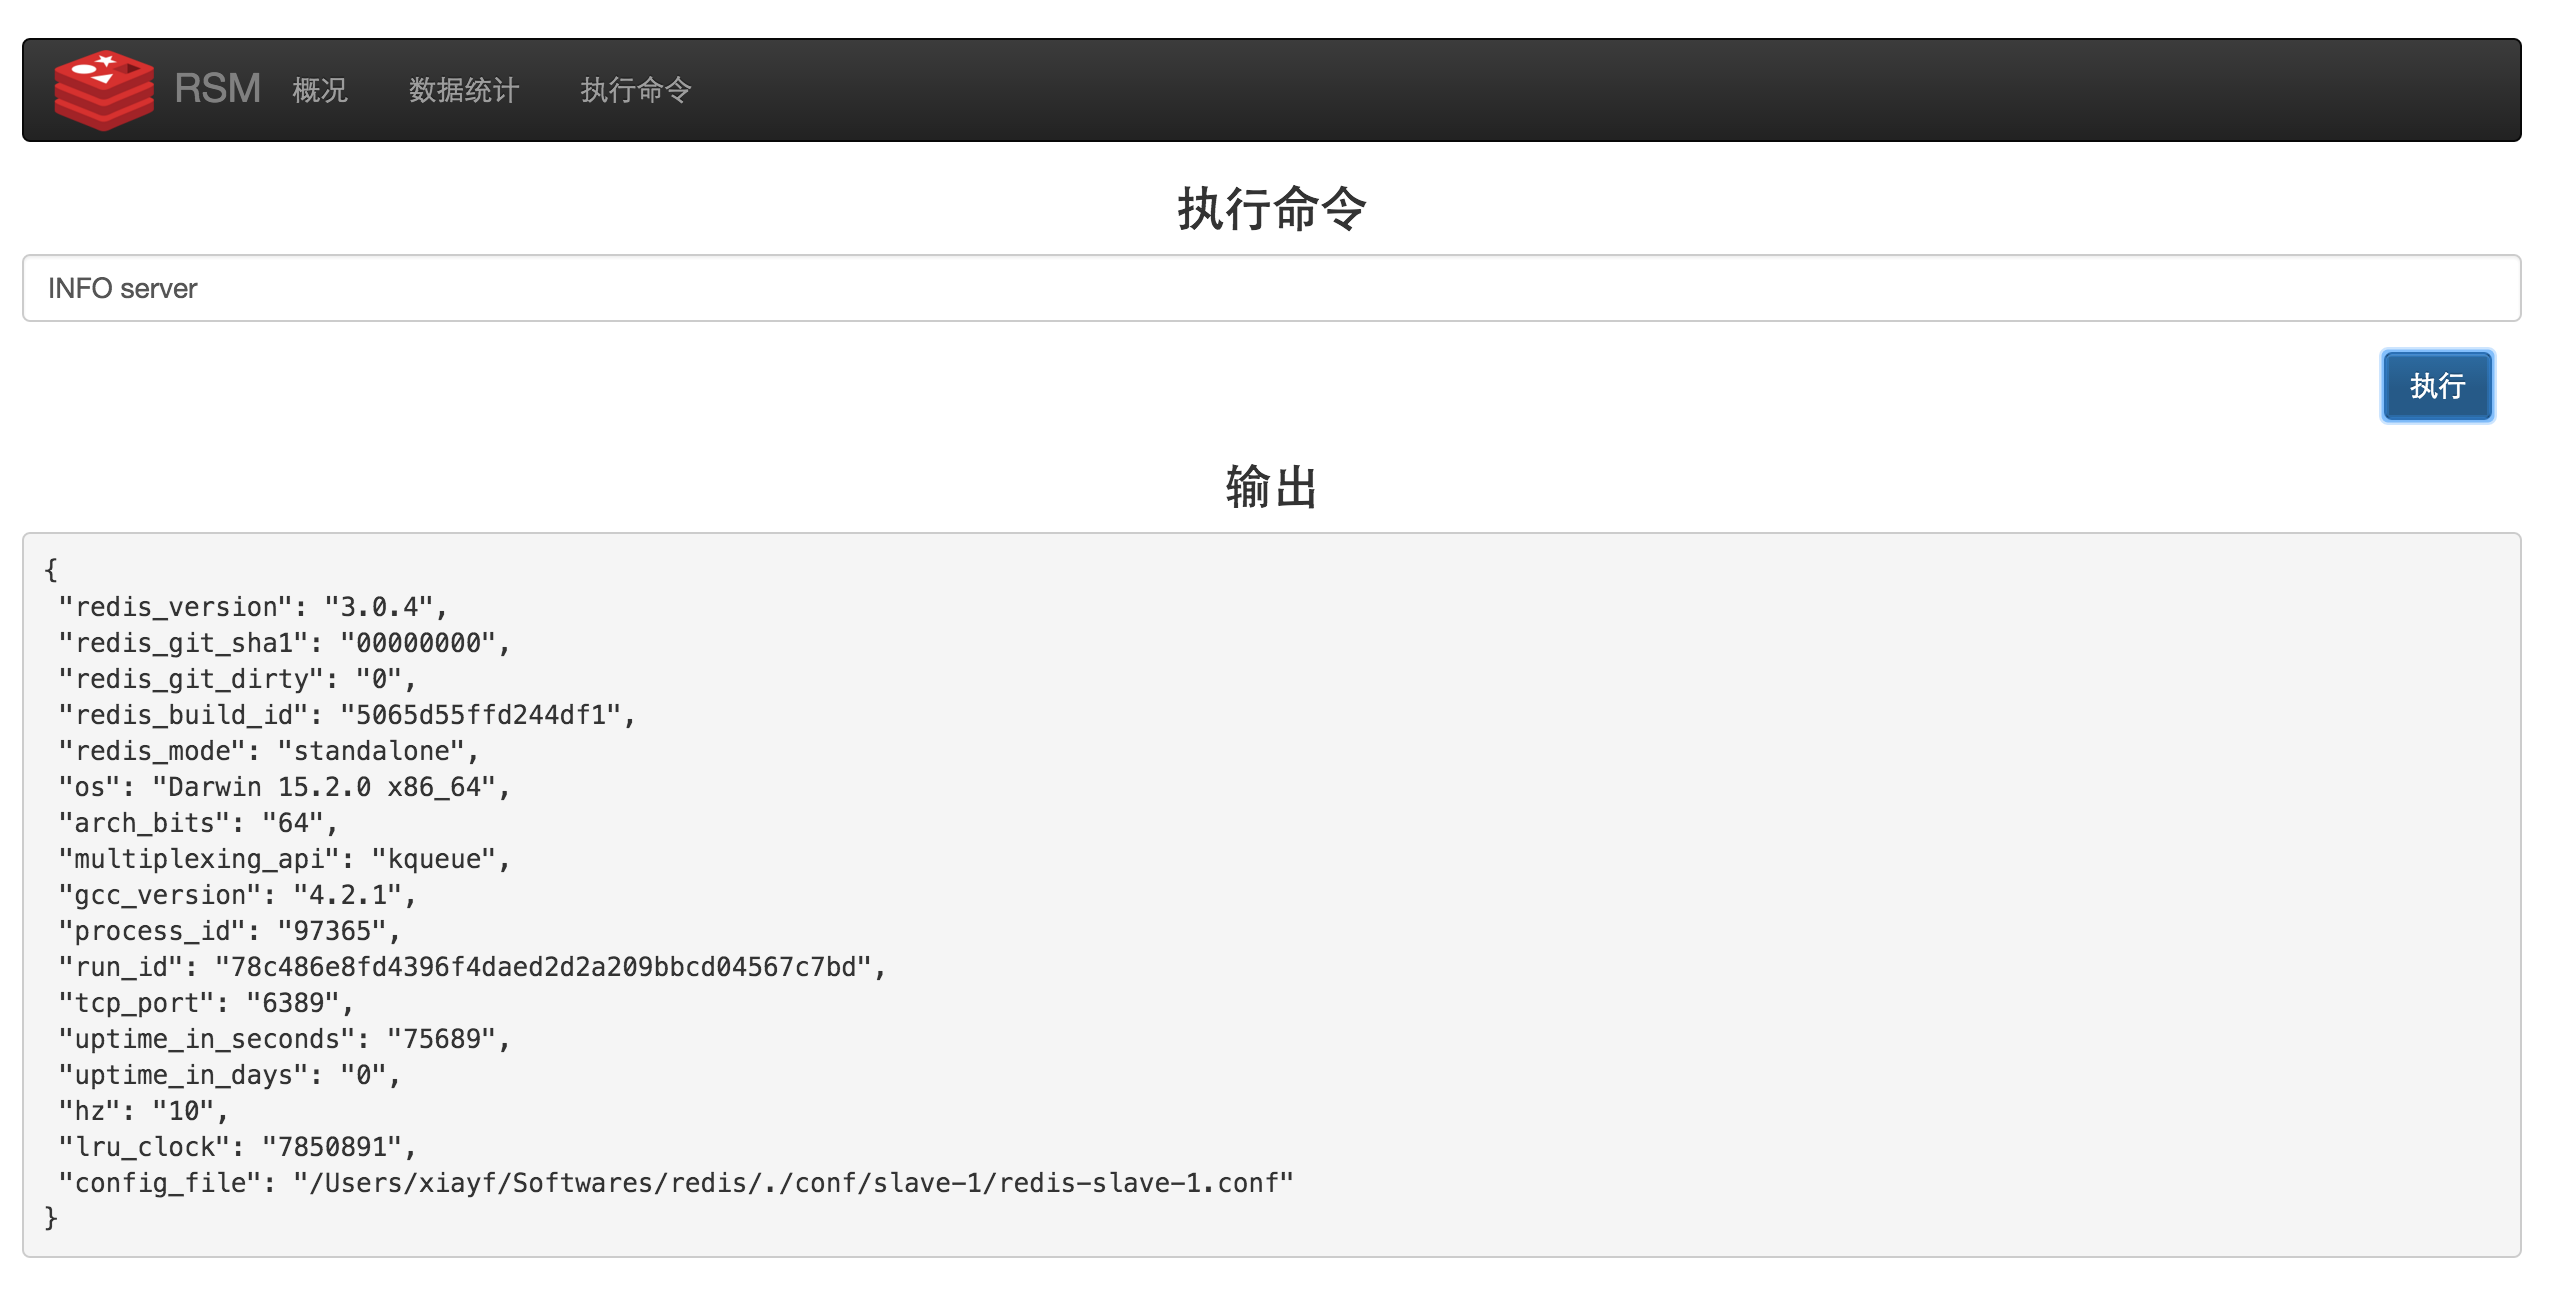 RSM 概况 数据统计 执行命令
执行命令
INFO server
执行
输出
{
 "redis_version": "3.0.4",
 "redis_git_sha1": "00000000",
 "redis_git_dirty": "0",
 "redis_build_id": "5065d55ffd244df1",
 "redis_mode": "standalone",
 "os": "Darwin 15.2.0 x86_64",
 "arch_bits": "64",
 "multiplexing_api": "kqueue",
 "gcc_version": "4.2.1",
 "process_id": "97365",
 "run_id": "78c486e8fd4396f4daed2d2a209bbcd04567c7bd",
 "tcp_port": "6389",
 "uptime_in_seconds": "75689",
 "uptime_in_days": "0",
 "hz": "10",
 "lru_clock": "7850891",
 "config_file": "/Users/xiayf/Softwares/redis/./conf/slave-1/redis-slave-1.conf"
}